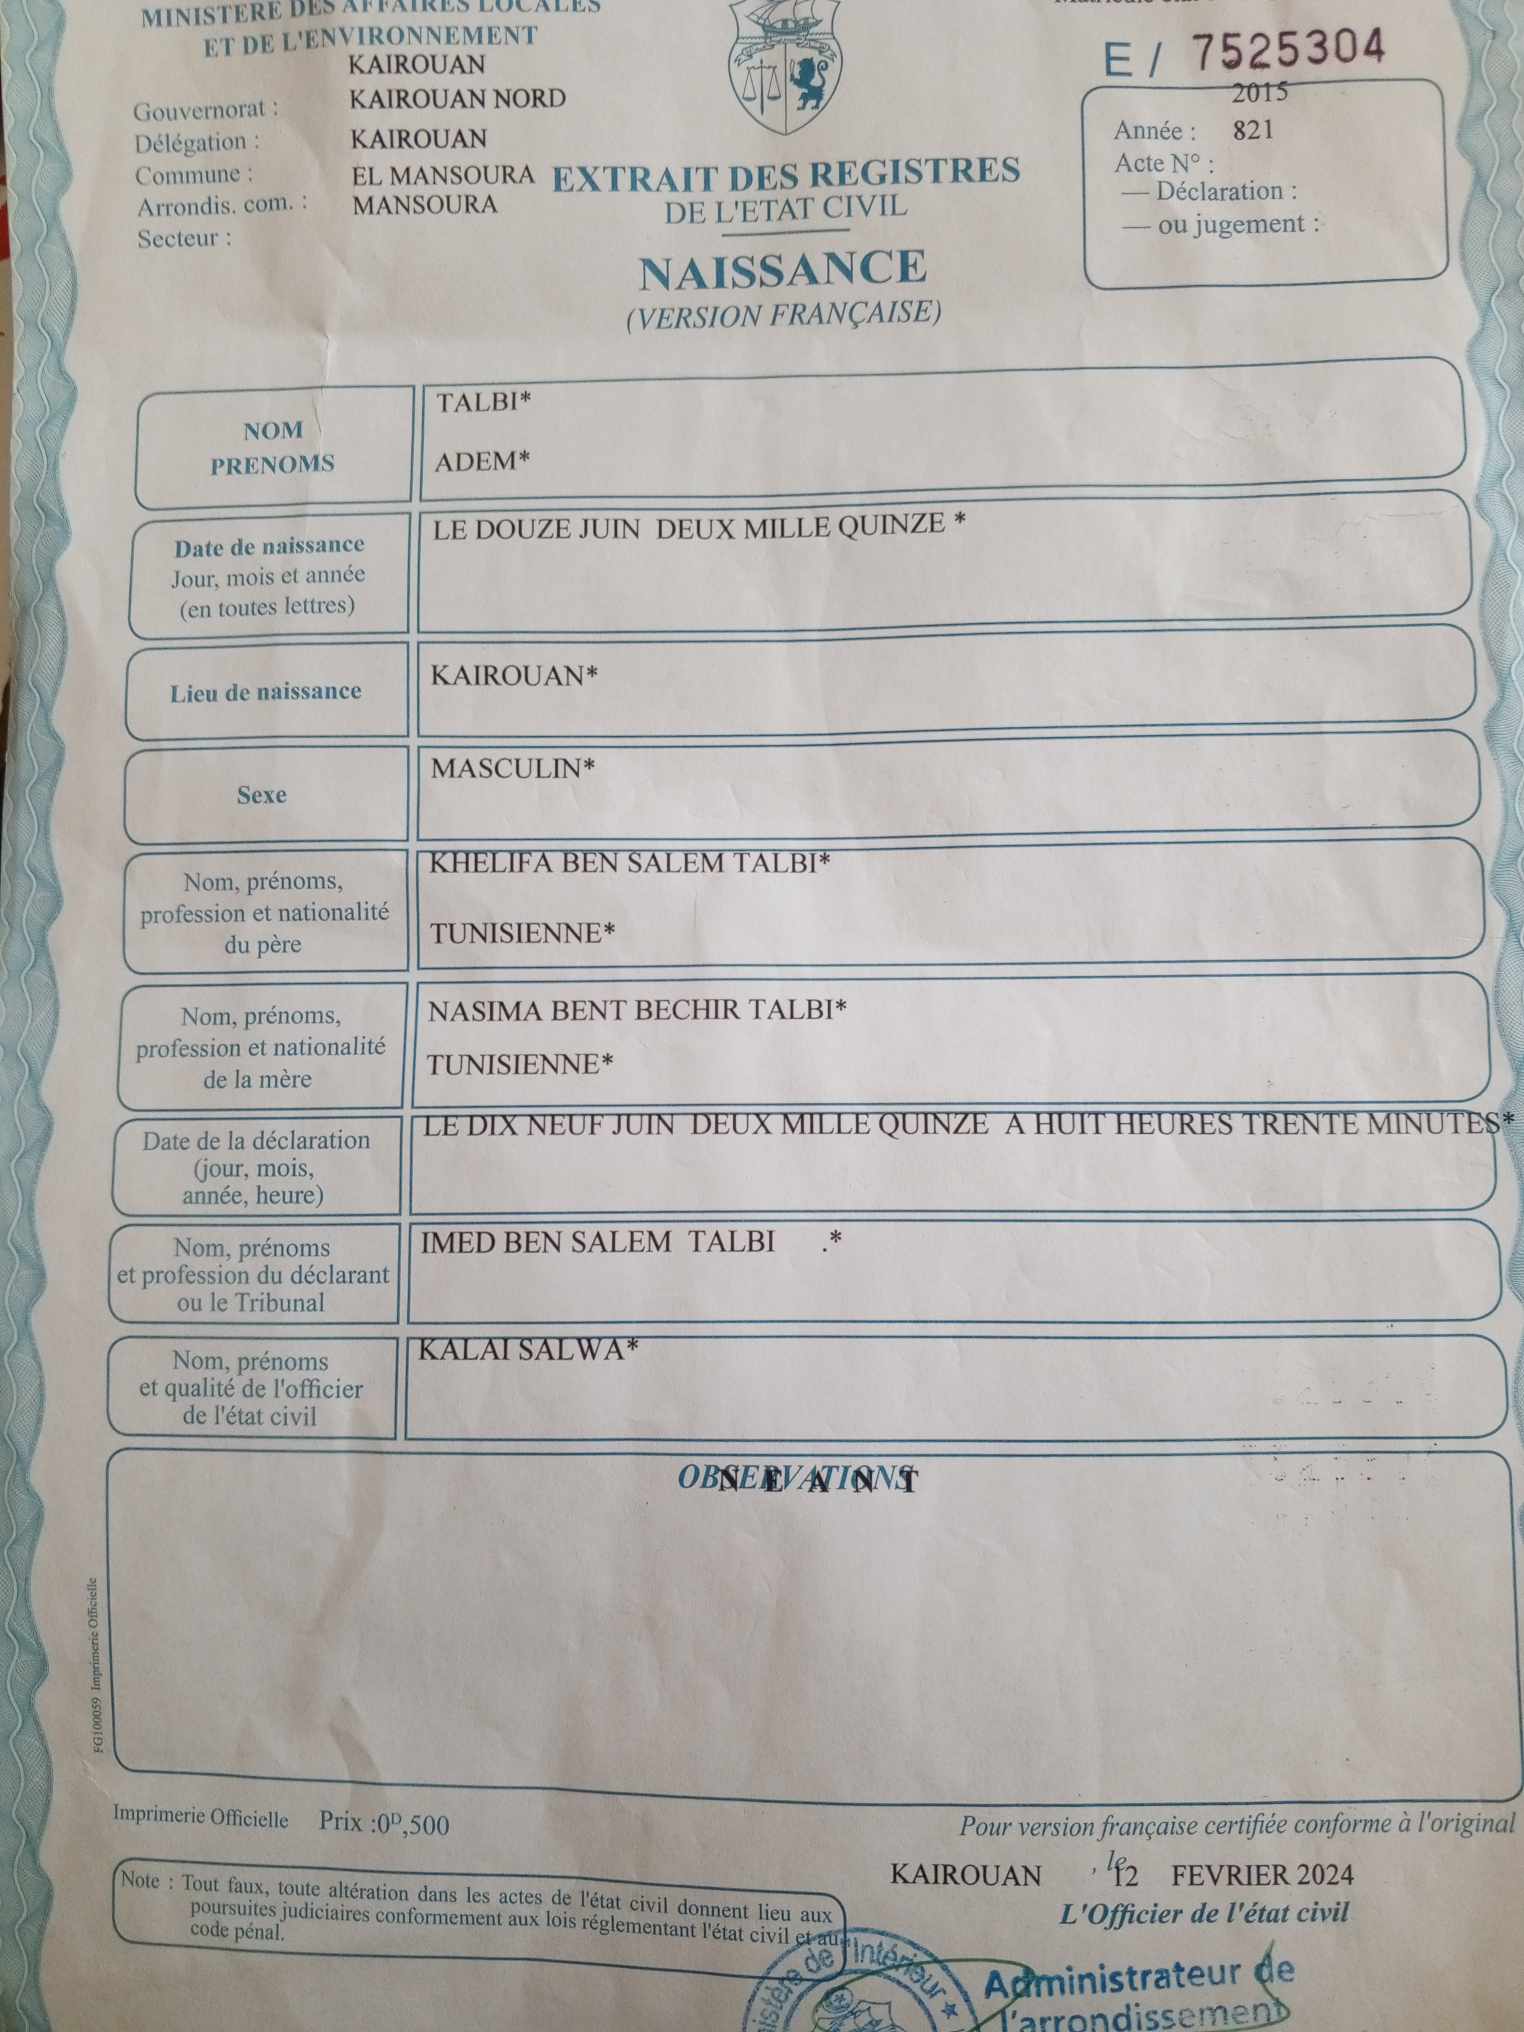 MINISTERE DES AFFAIRES LOCALES
ET DE L'ENVIRONNEMENT
KAIROUAN
Gouvernorat : KAIROUAN NORD
Délégation : KAIROUAN
Commune : EL MANSOURA
Arrondis. com. : MANSOURA
Secteur :
E / 7525304
2015
Année : 821
Acte N° :
— Déclaration :
— ou jugement :
EXTRAIT DES REGISTRES
DE L'ETAT CIVIL
NAISSANCE
(VERSION FRANÇAISE)
NOM
PRENOMS
TALBI*
ADEM*
Date de naissance
Jour, mois et année
(en toutes lettres)
LE DOUZE JUIN DEUX MILLE QUINZE *
Lieu de naissance
KAIROUAN*
Sexe
MASCULIN*
Nom, prénoms,
profession et nationalité
du père
KHELIFA BEN SALEM TALBI*
TUNISIENNE*
Nom, prénoms,
profession et nationalité
de la mère
NASIMA BENT BECHIR TALBI*
TUNISIENNE*
Date de la déclaration
(jour, mois,
année, heure)
LE DIX NEUF JUIN DEUX MILLE QUINZE A HUIT HEURES TRENTE MINUTES*
Nom, prénoms
et profession du déclarant
ou le Tribunal
IMED BEN SALEM TALBI .*
Nom, prénoms
et qualité de l'officier
de l'état civil
KALAI SALWA*
OBSERVATIONS
N E A N T
FG100059 Imprimerie Officielle
Imprimerie Officielle Prix :0ᴰ,500
Pour version française certifiée conforme à l'original
KAIROUAN , le 12 FEVRIER 2024
L'Officier de l'état civil
Note : Tout faux, toute altération dans les actes de l'état civil donnent lieu aux
poursuites judiciaires conformement aux lois réglementant l'état civil et au
code pénal.
de l'Intérieur
Administrateur de
l'arrondissement